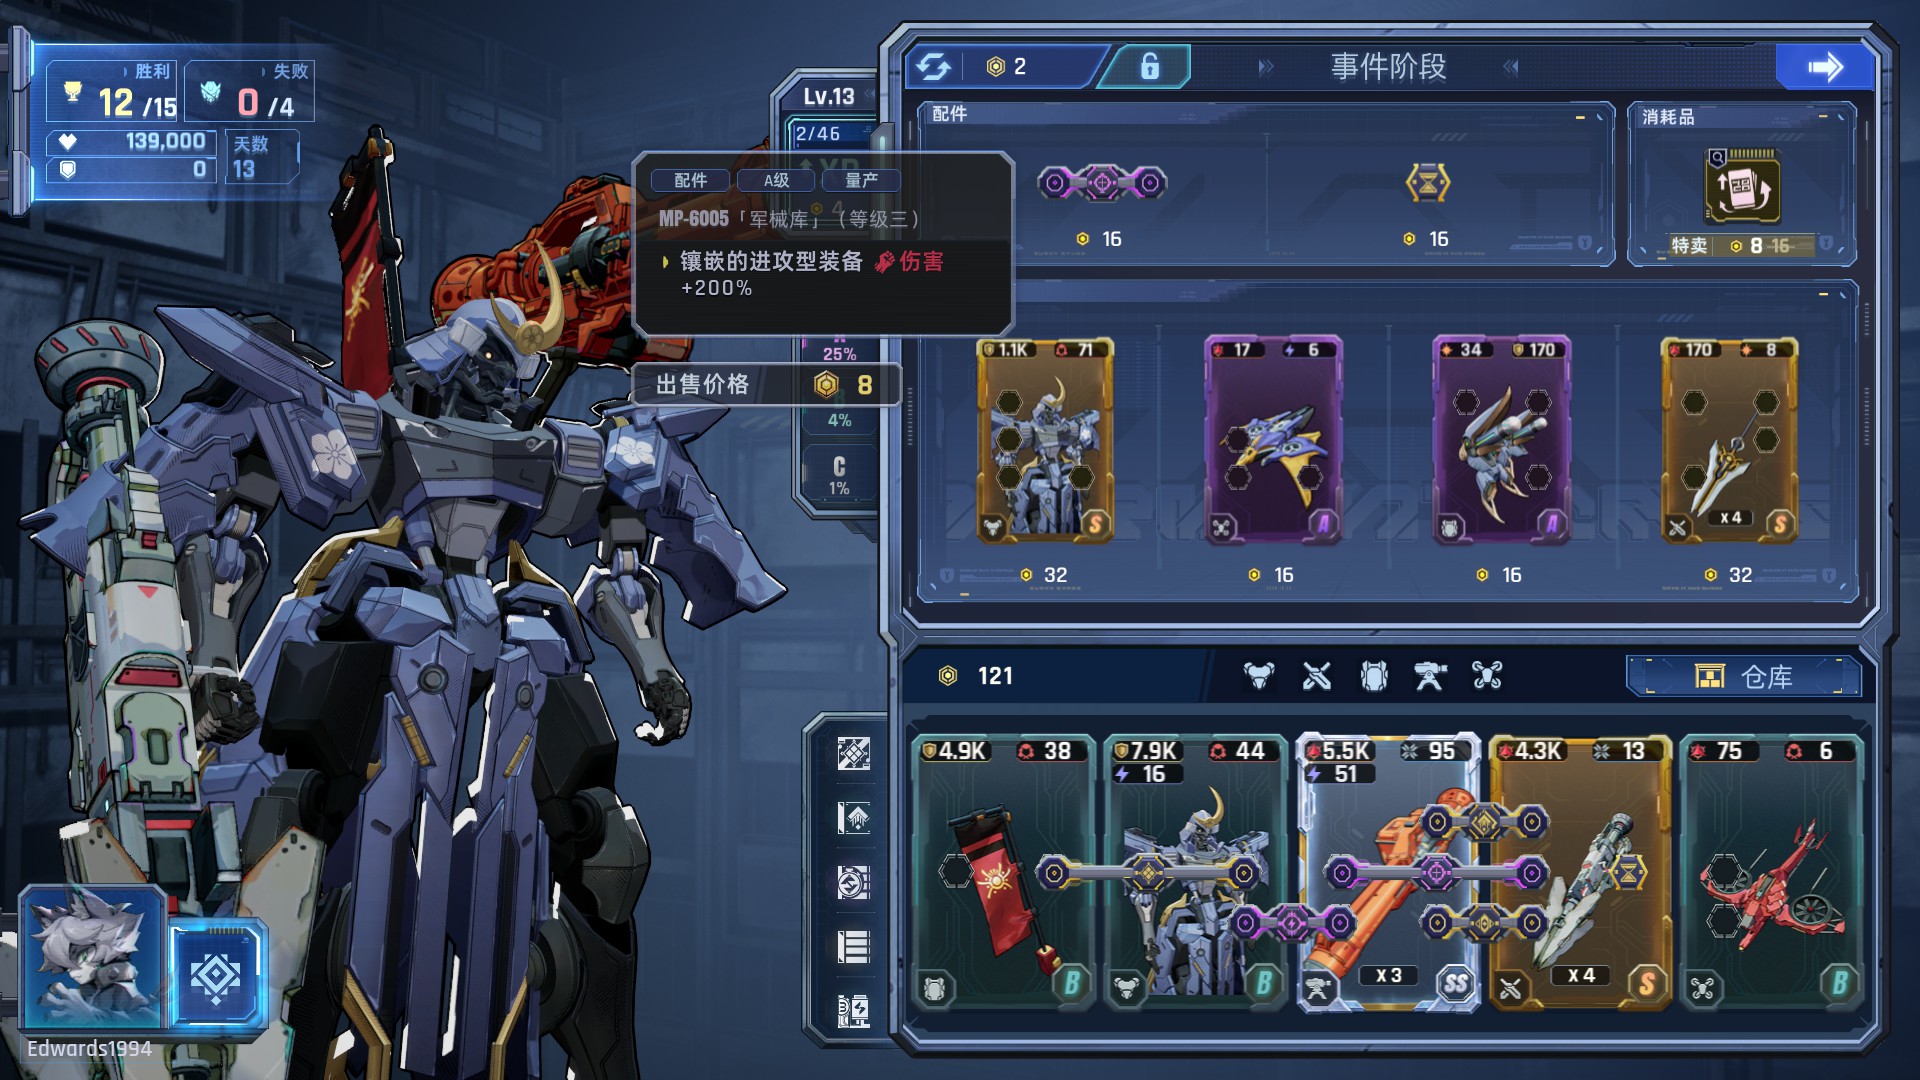 胜利
12 /15
失败
0 /4
139,000
0
天数
13
Lv.13
2/46
XP
4
配件
A级
量产
MP-6005「军械库」(等级三)
镶嵌的进攻型装备 伤害
+200%
出售价格
8
25%
4%
C
1%
2
事件阶段
配件
16
16
消耗品
特卖
8 16
1.1K
71
S
32
17
6
A
16
34
170
A
16
170
8
x4
S
32
121
仓库
4.9K
38
B
7.9K
44
16
B
5.5K
95
51
x3
SS
4.3K
13
x4
S
75
6
B
Edwards1994